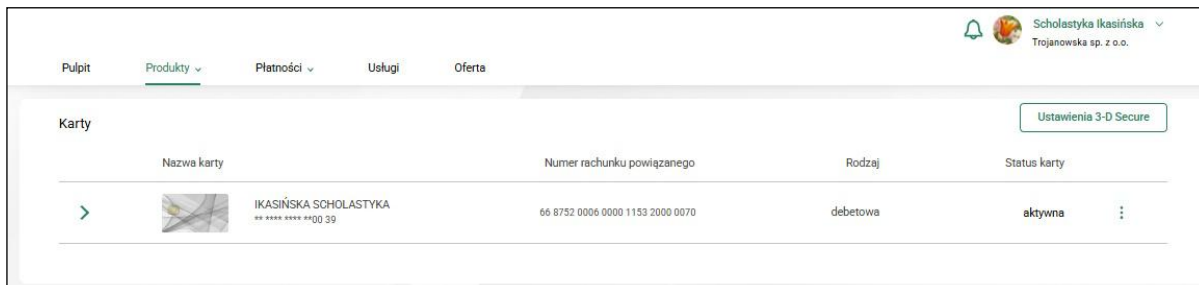 Scholastyka Ikasińska
Trojanowska sp. z o.o.
Pulpit Produkty Płatności Usługi Oferta
Karty
Ustawienia 3-D Secure
Nazwa karty Numer rachunku powiązanego Rodzaj Status karty
IKASIŃSKA SCHOLASTYKA
** **** **** **00 39
66 8752 0006 0000 1153 2000 0070 debetowa aktywna